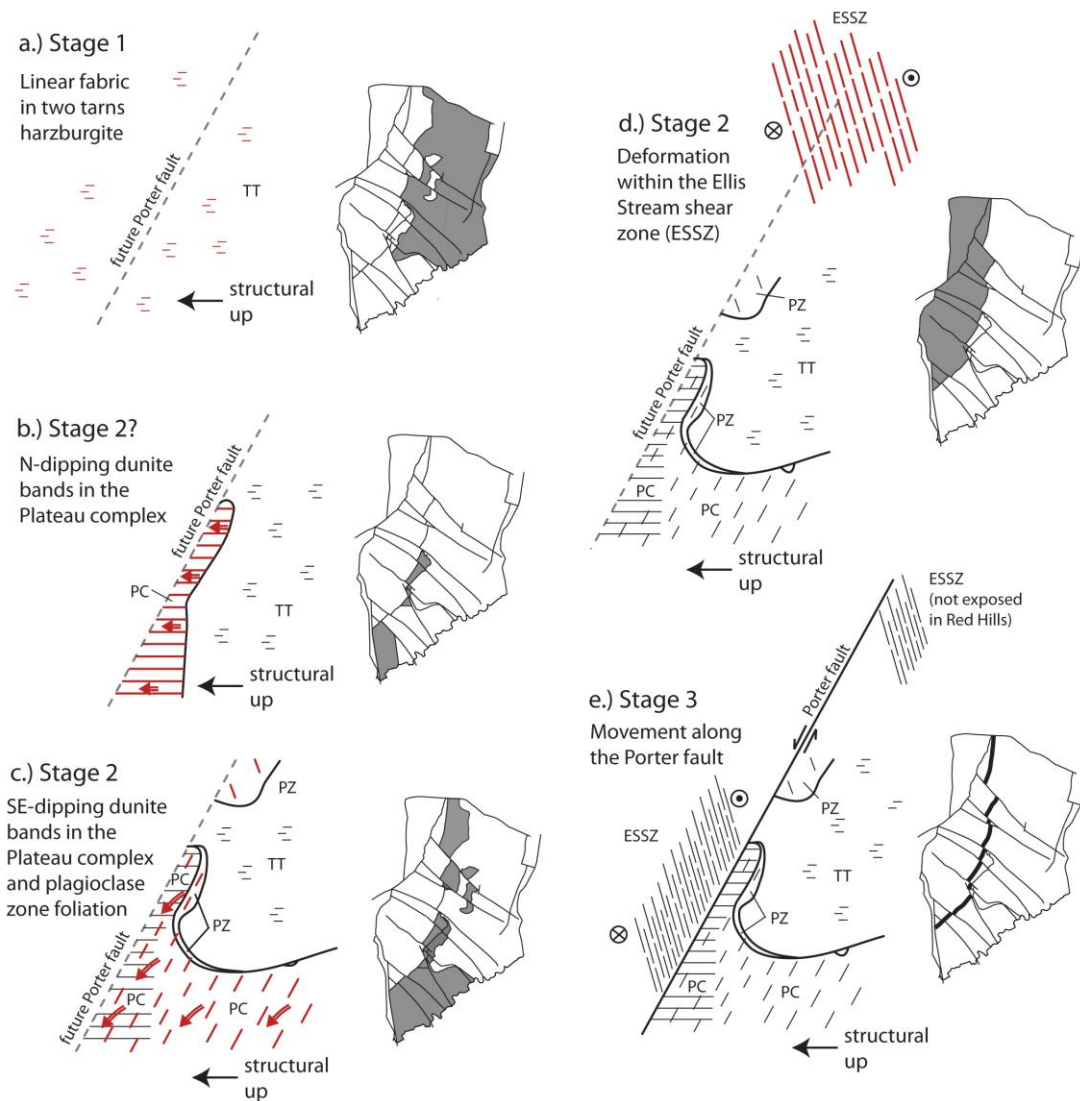 a.) Stage 1
Linear fabric
in two tarns
harzburgite
future Porter fault
TT
structural
up
b.) Stage 2?
N-dipping dunite
bands in the
Plateau complex
future Porter fault
PC
TT
structural
up
c.) Stage 2
SE-dipping dunite
bands in the
Plateau complex
and plagioclase
zone foliation
future Porter fault
PZ
TT
PC
PZ
PC
PC
structural
up
ESSZ
d.) Stage 2
Deformation
within the Ellis
Stream shear
zone (ESSZ)
future Porter fault
PZ
TT
PZ
PC
PC
structural
up
ESSZ
(not exposed
in Red Hills)
e.) Stage 3
Movement along
the Porter fault
Porter fault
PZ
ESSZ
TT
PZ
PC
PC
structural
up